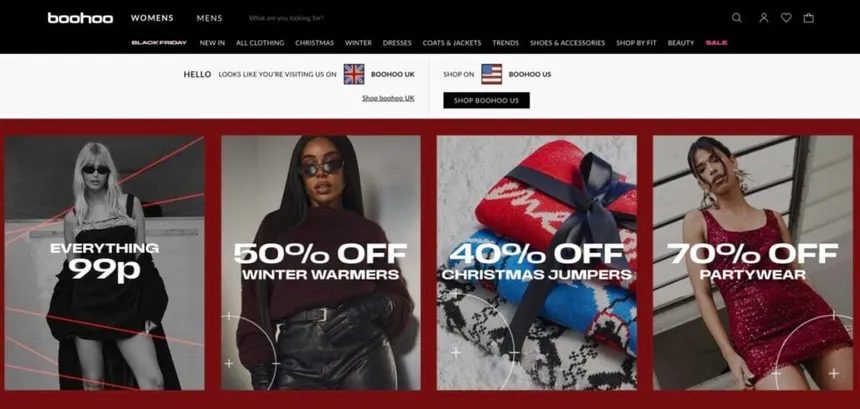 boohoo WOMENS MENS What are you looking for?
BLACK FRIDAY NEW IN ALL CLOTHING CHRISTMAS WINTER DRESSES COATS & JACKETS TRENDS SHOES & ACCESSORIES SHOP BY FIT BEAUTY SALE
HELLO LOOKS LIKE YOU'RE VISITING US ON BOOHOO UK
Shop boohoo UK
SHOP ON BOOHOO US
SHOP BOOHOO US
EVERYTHING
99p
50% OFF
WINTER WARMERS
40% OFF
CHRISTMAS JUMPERS
70% OFF
PARTYWEAR